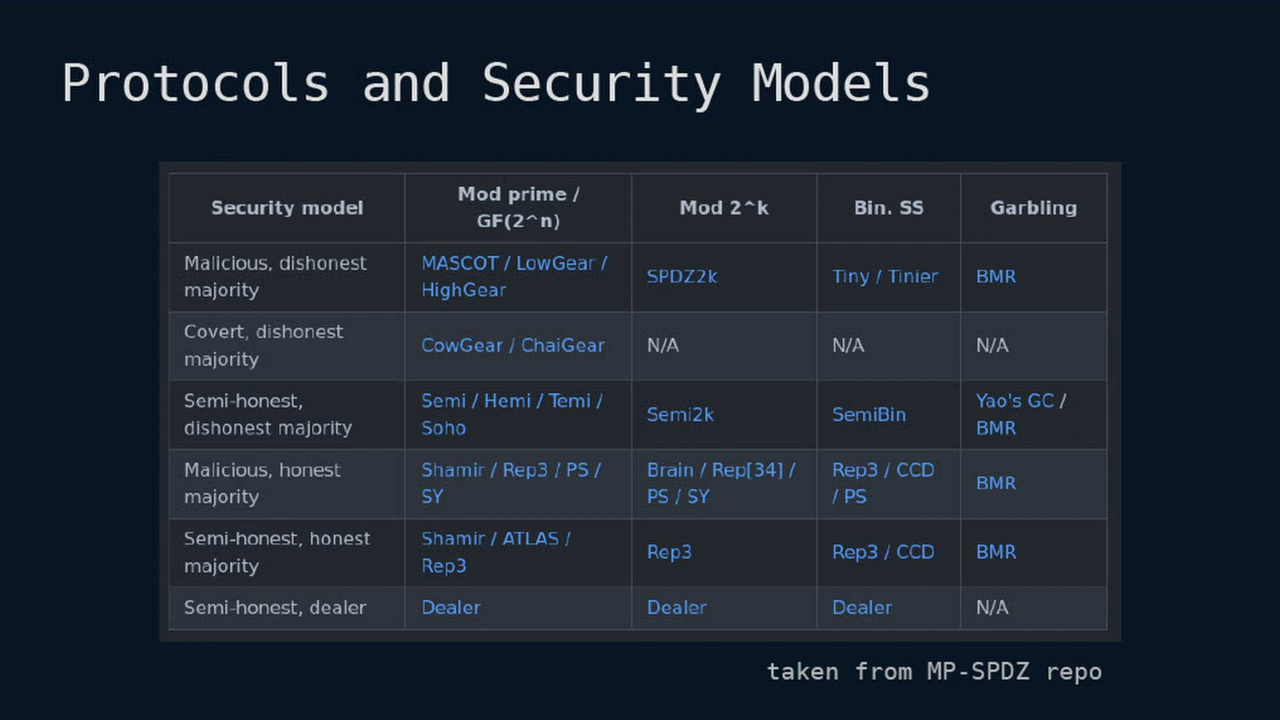 Protocols and Security Models
Security model
Mod prime /
GF(2^n)
Mod 2^k
Bin. SS
Garbling
Malicious, dishonest
majority
MASCOT / LowGear /
HighGear
SPDZ2k
Tiny / Tinier
BMR
Covert, dishonest
majority
CowGear / ChaiGear
N/A
N/A
N/A
Semi-honest,
dishonest majority
Semi / Hemi / Temi /
Soho
Semi2k
SemiBin
Yao's GC /
BMR
Malicious, honest
majority
Shamir / Rep3 / PS /
SY
Brain / Rep[34] /
PS / SY
Rep3 / CCD
/ PS
BMR
Semi-honest, honest
majority
Shamir / ATLAS /
Rep3
Rep3
Rep3 / CCD
BMR
Semi-honest, dealer
Dealer
Dealer
Dealer
N/A
taken from MP-SPDZ repo